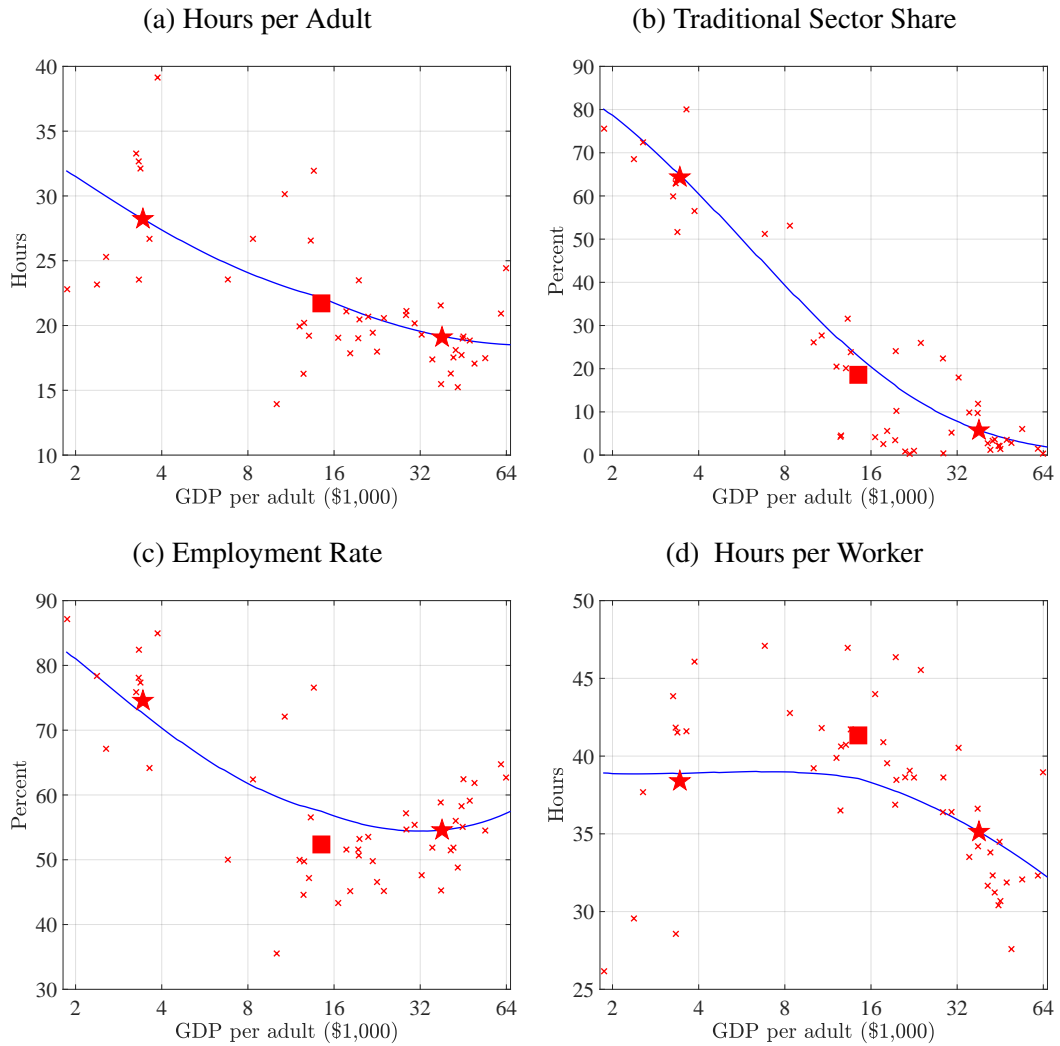 (a) Hours per Adult
40
35
30
25
20
15
10
Hours
2 4 8 16 32 64
GDP per adult ($1,000)
(b) Traditional Sector Share
90
80
70
60
50
40
30
20
10
0
Percent
2 4 8 16 32 64
GDP per adult ($1,000)
(c) Employment Rate
90
80
70
60
50
40
30
Percent
2 4 8 16 32 64
GDP per adult ($1,000)
(d) Hours per Worker
50
45
40
35
30
25
Hours
2 4 8 16 32 64
GDP per adult ($1,000)